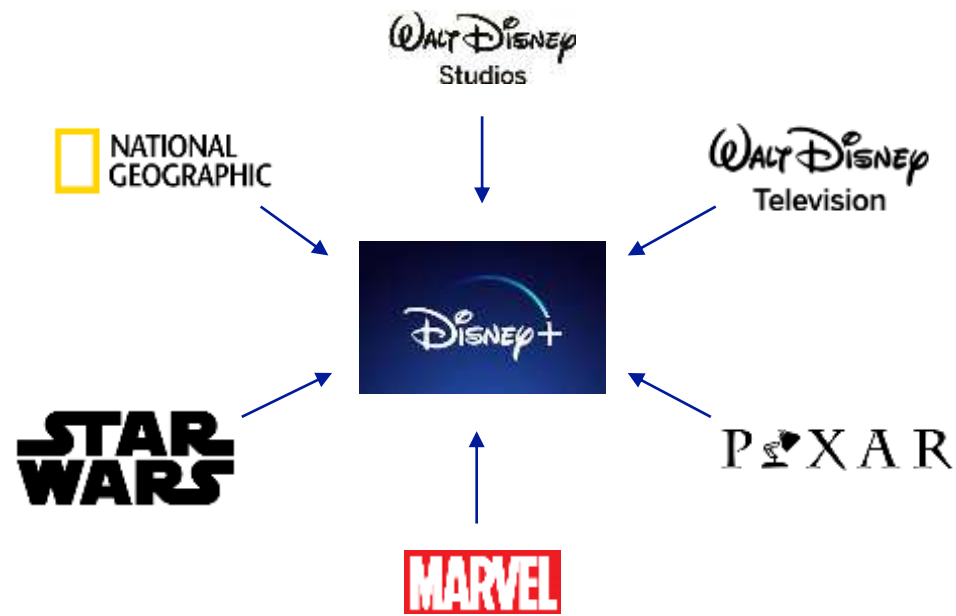 WALT DISNEY
Studios
NATIONAL
GEOGRAPHIC
WALT DISNEY
Television
DISNEY+
STAR
WARS
PIXAR
MARVEL